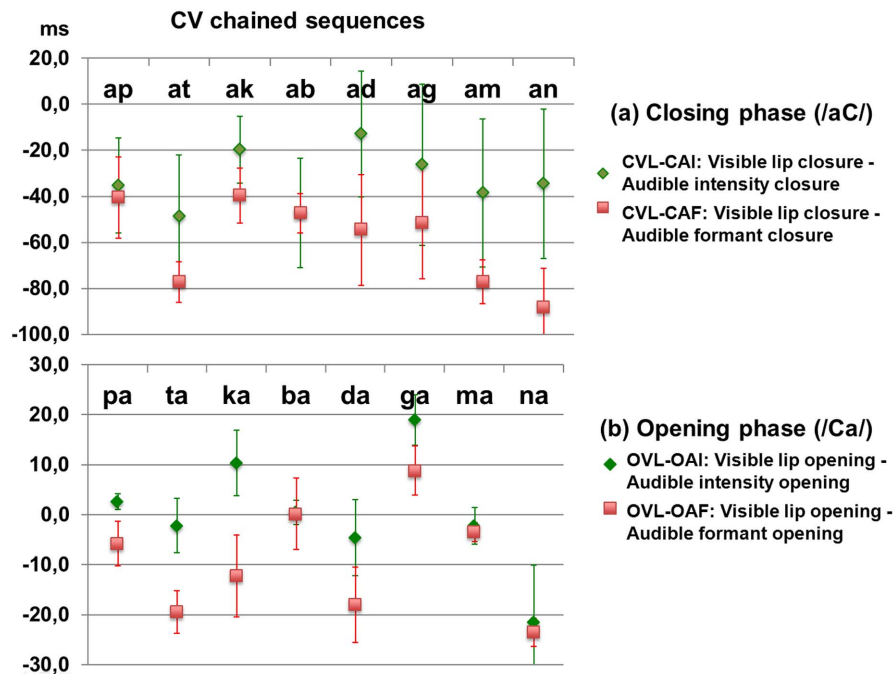 CV chained sequences
ms
20,0
0,0
-20,0
-40,0
-60,0
-80,0
-100,0
ap at ak ab ad ag am an
(a) Closing phase (/aC/)
CVL-CAI: Visible lip closure -
Audible intensity closure
CVL-CAF: Visible lip closure -
Audible formant closure
30,0
20,0
10,0
0,0
-10,0
-20,0
-30,0
pa ta ka ba da ga ma na
(b) Opening phase (/Ca/)
OVL-OAI: Visible lip opening -
Audible intensity opening
OVL-OAF: Visible lip opening -
Audible formant opening